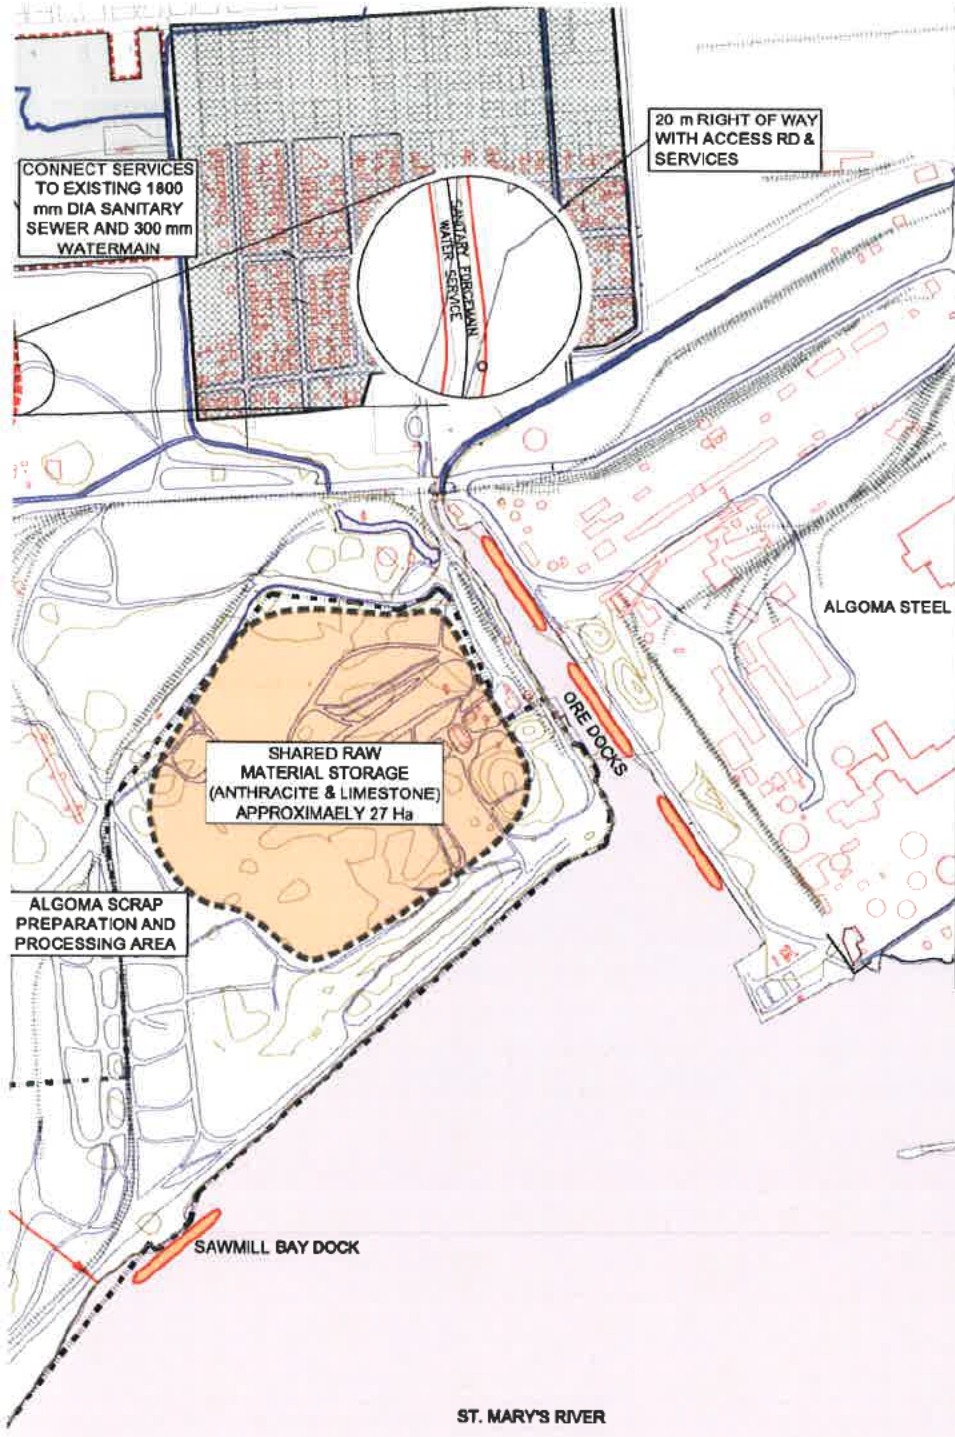 20 m RIGHT OF WAY
WITH ACCESS RD &
SERVICES
CONNECT SERVICES
TO EXISTING 1800
mm DIA SANITARY
SEWER AND 300 mm
WATERMAIN
SANITARY FORCEMAIN
WATER SERVICE
ALGOMA STEEL
ORE DOCKS
SHARED RAW
MATERIAL STORAGE
(ANTHRACITE & LIMESTONE)
APPROXIMAELY 27 Ha
ALGOMA SCRAP
PREPARATION AND
PROCESSING AREA
SAWMILL BAY DOCK
ST. MARY'S RIVER